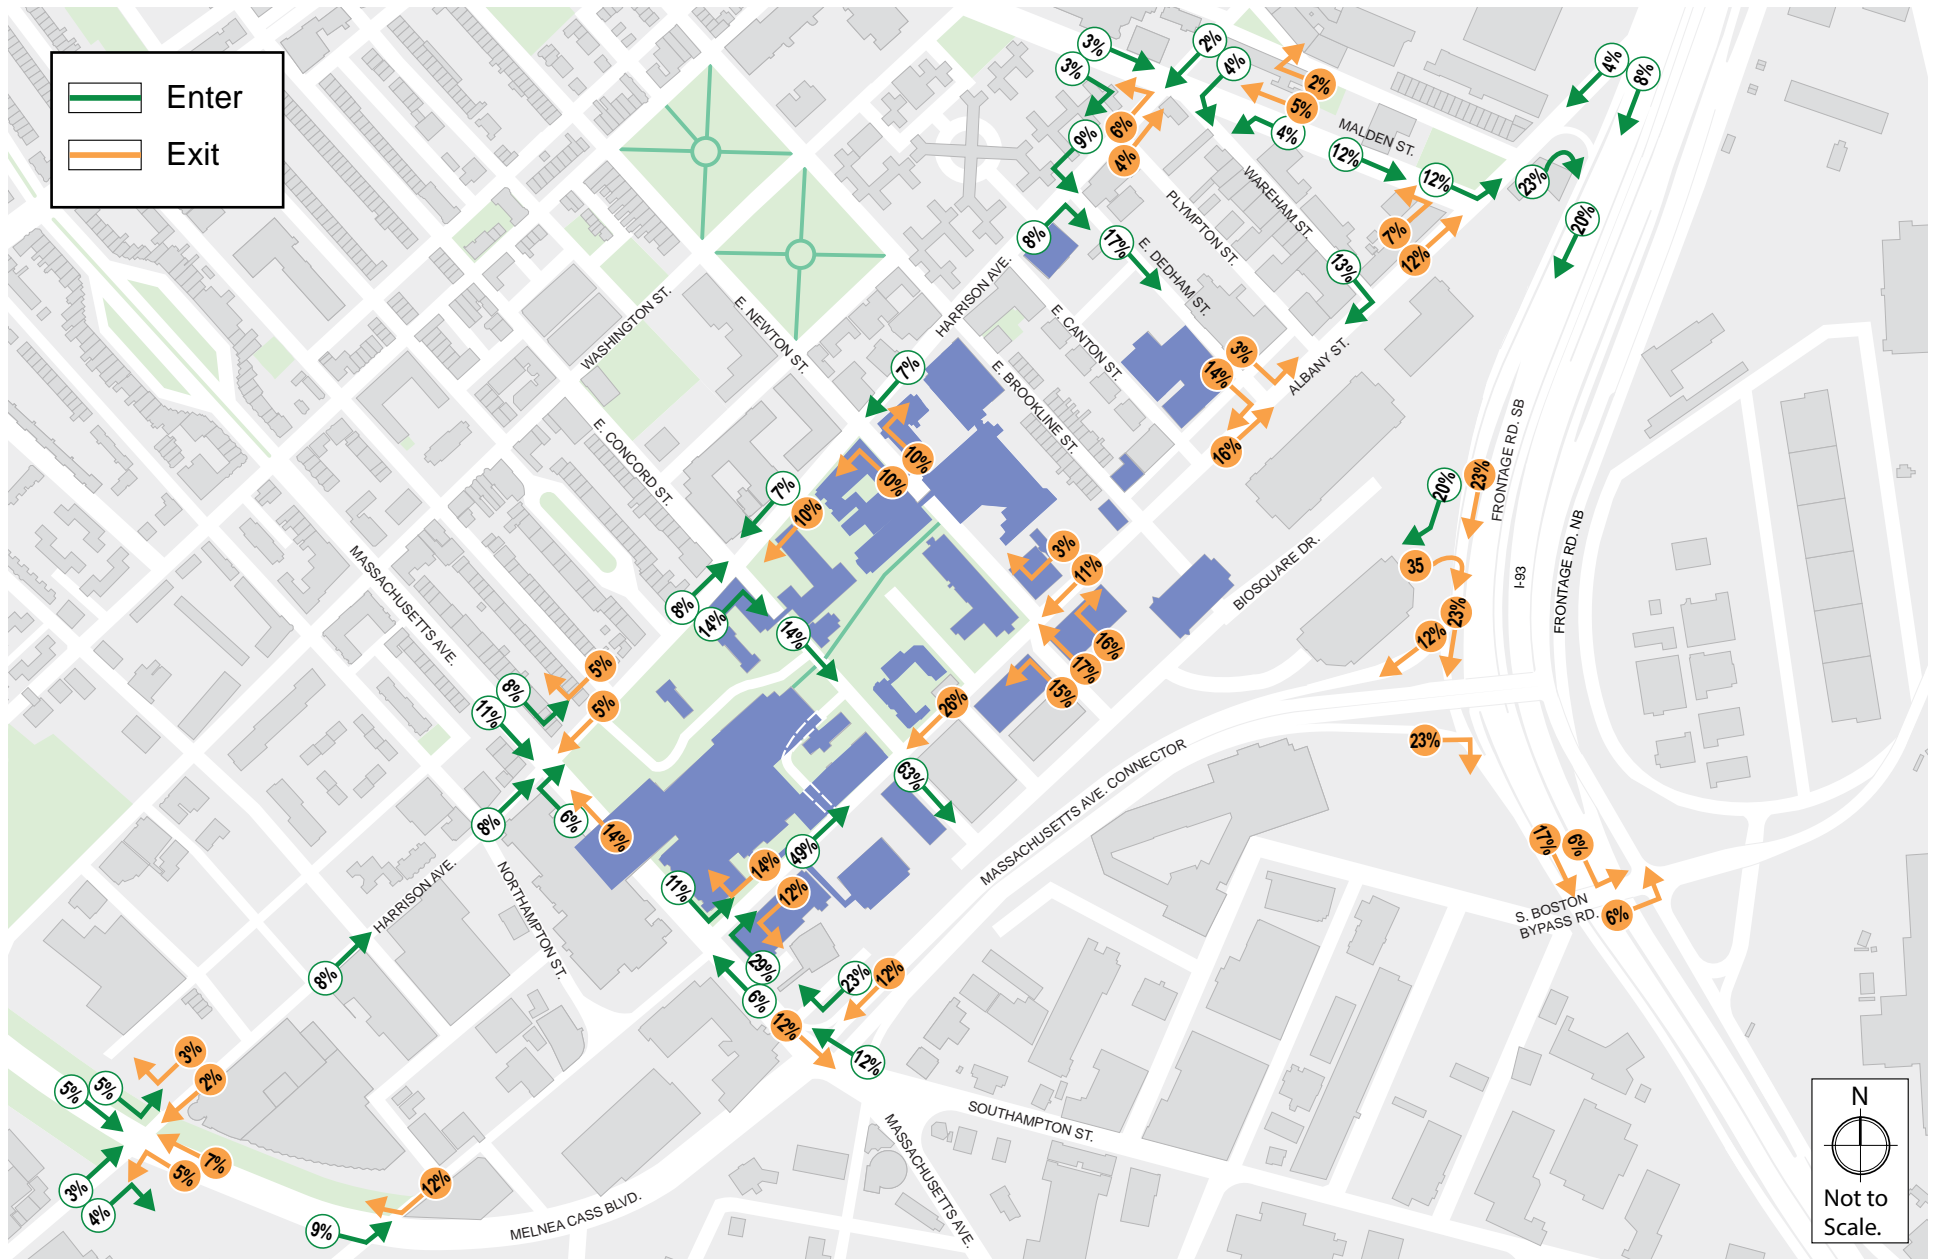 Enter
Exit
3%
3%
2%
4%
2%
5%
4%
4%
8%
9%
6%
4%
MALDEN ST.
12%
12%
23%
20%
WAREHAM ST.
PLYMPTON ST.
7%
12%
8%
17%
E. DEDHAM ST.
13%
HARRISON AVE.
E. CANTON ST.
WASHINGTON ST.
E. NEWTON ST.
E. BROOKLINE ST.
3%
14%
16%
ALBANY ST.
7%
10%
10%
E. CONCORD ST.
7%
10%
20%
23%
FRONTAGE RD. SB
FRONTAGE RD. NB
I-93
35
23%
12%
3%
11%
BIOSQUARE DR.
MASSACHUSETTS AVE.
8%
14%
14%
16%
17%
15%
5%
8%
11%
5%
26%
23%
63%
MASSACHUSETTS AVE. CONNECTOR
8%
6%
14%
49%
14%
12%
11%
17%
6%
6%
S. BOSTON
BYPASS RD.
HARRISON AVE.
NORTHAMPTON ST.
8%
29%
6%
23%
12%
12%
12%
3%
2%
5%
5%
SOUTHAMPTON ST.
MASSACHUSETTS AVE.
7%
5%
3%
4%
12%
9%
MELNEA CASS BLVD.
N
Not to
Scale.